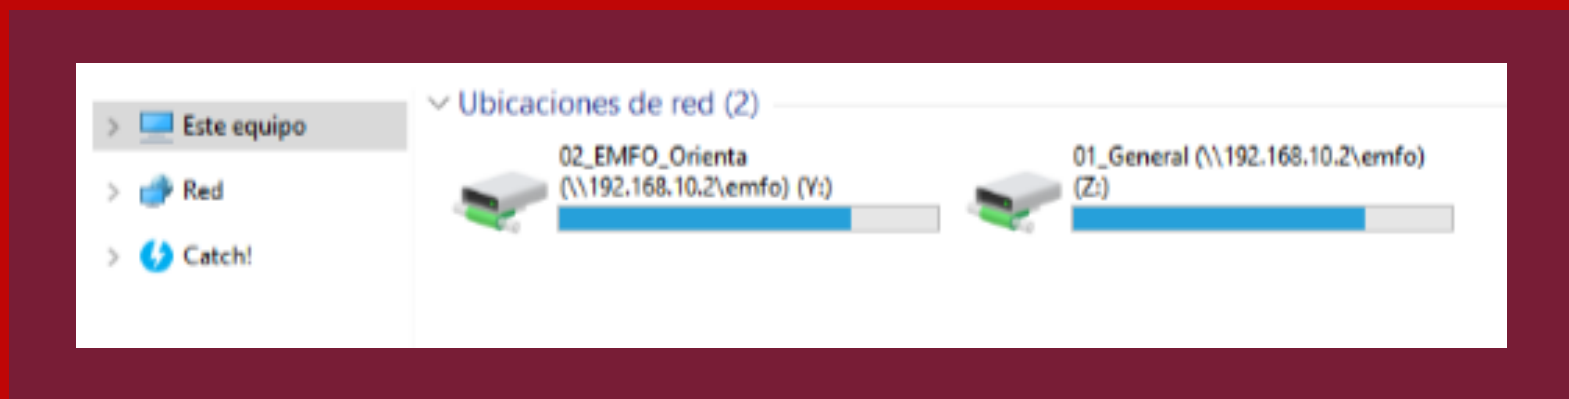 Este equipo
Red
Catch!
Ubicaciones de red (2)
02_EMFO_Orienta
(\\192.168.10.2\emfo) (Y:)
01_General (\\192.168.10.2\emfo)
(Z:)